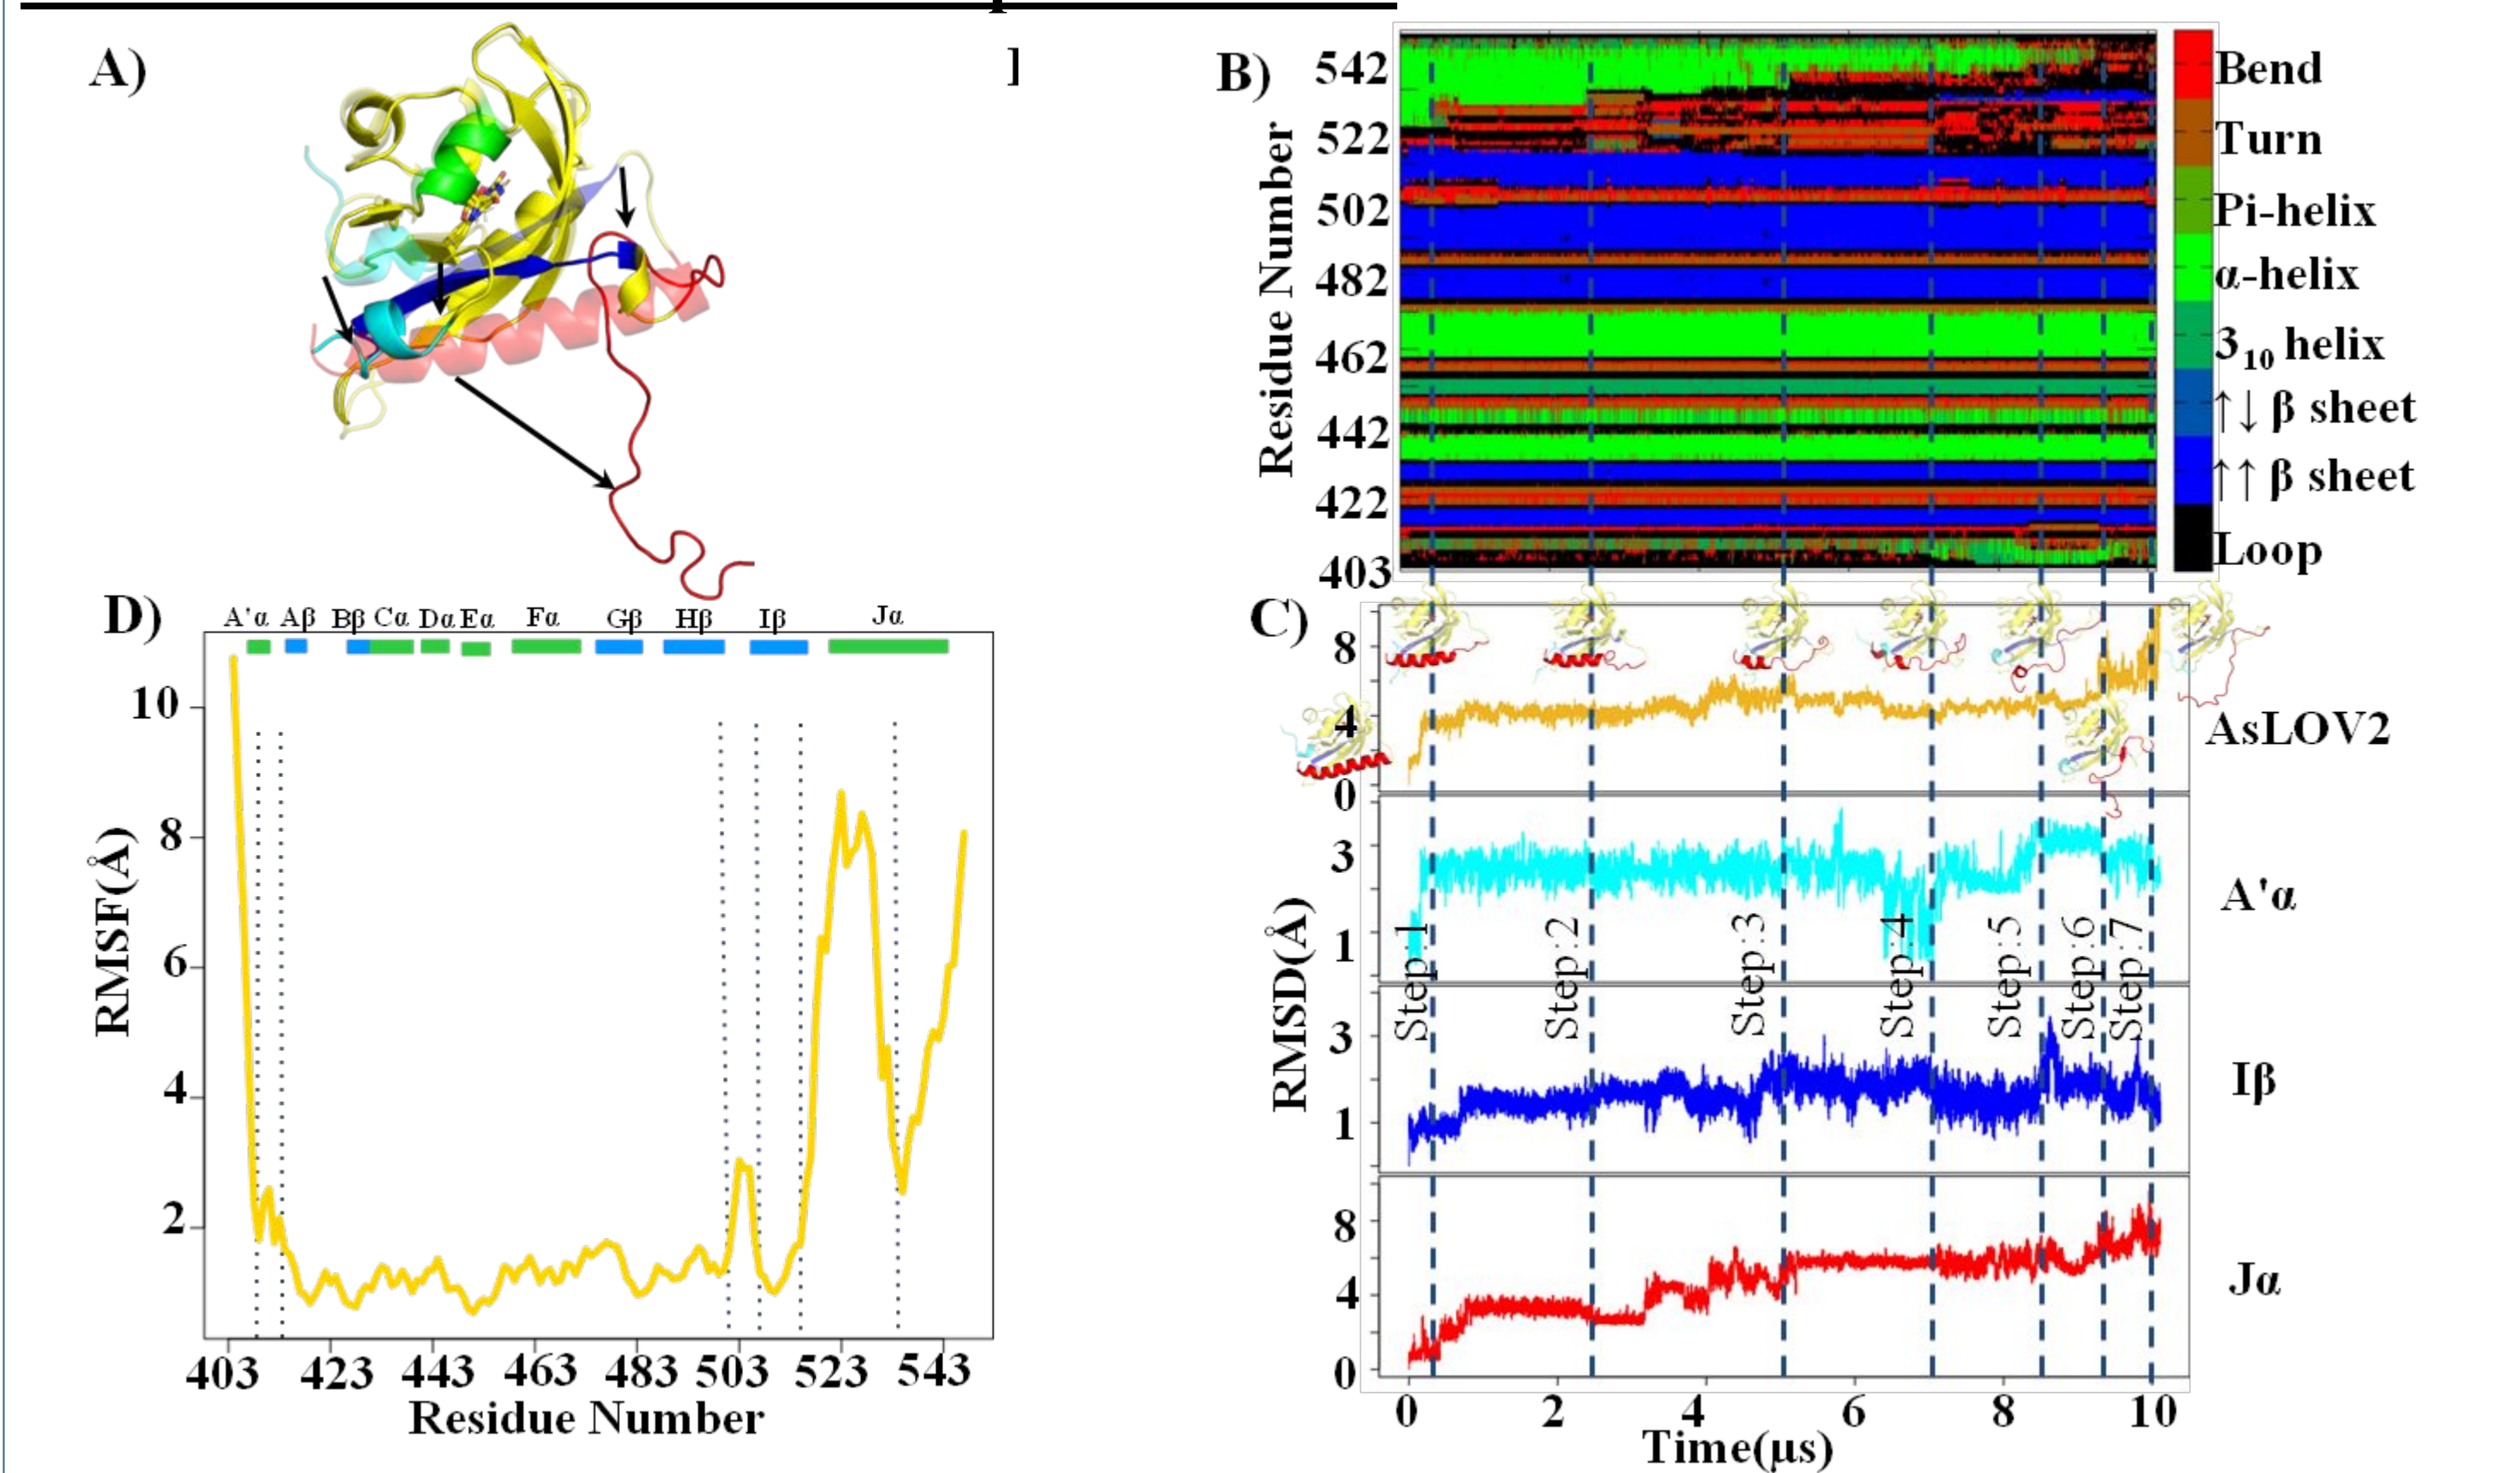 A)
]
B)
542
522
502
482
462
442
422
403
Residue Number
Bend
Turn
Pi-helix
α-helix
3₁₀ helix
↑↓ β sheet
↑↑ β sheet
Loop
D)
A'α Aβ Bβ Cα Dα Eα Fα Gβ Hβ Iβ Jα
10
8
6
4
2
RMSF(Å)
403 423 443 463 483 503 523 543
Residue Number
C)
8
4
0
AsLOV2
3
1
A'α
Step:1 Step:2 Step:3 Step:4 Step:5 Step:6 Step:7
RMSD(Å)
3
1
Iβ
8
4
0
Jα
0 2 4 6 8 10
Time(μs)